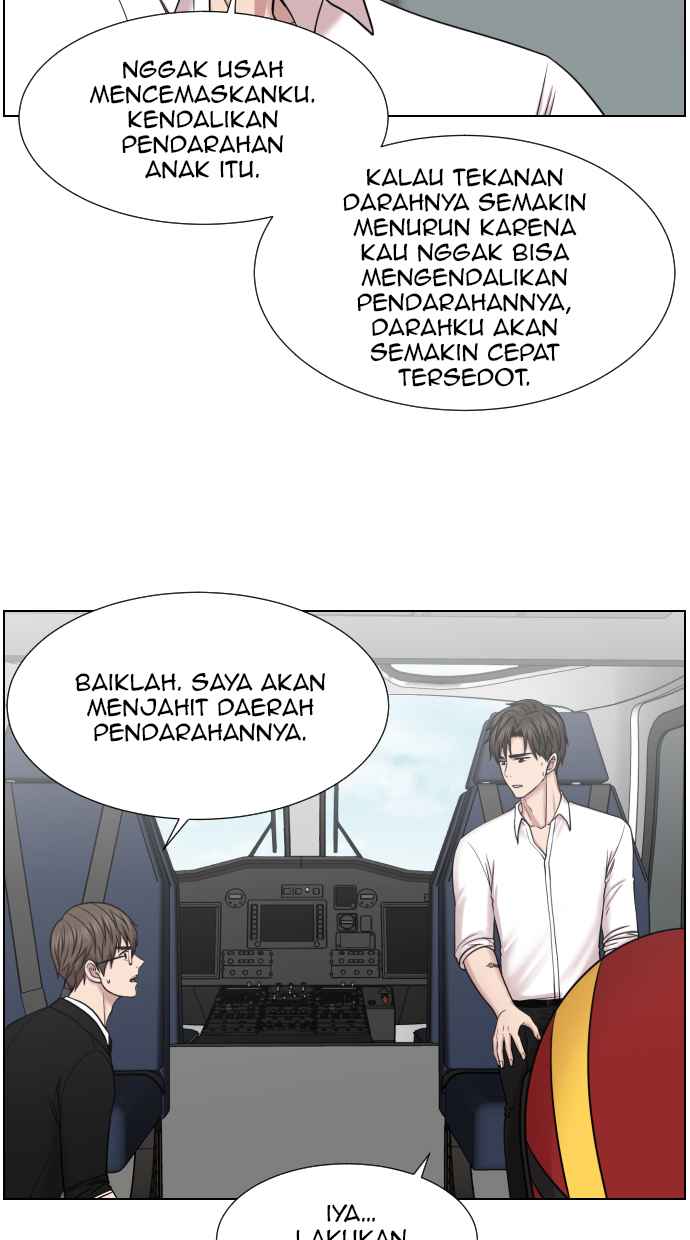 NGGAK USAH
MENCEMASKANKU.
KENDALIKAN
PENDARAHAN
ANAK ITU.
KALAU TEKANAN
DARAHNYA SEMAKIN
MENURUN KARENA
KAU NGGAK BISA
MENGENDALIKAN
PENDARAHANNYA,
DARAHKU AKAN
SEMAKIN CEPAT
TERSEDOT.
BAIKLAH. SAYA AKAN
MENJAHIT DAERAH
PENDARAHANNYA.
IYA...
LAKUKAN